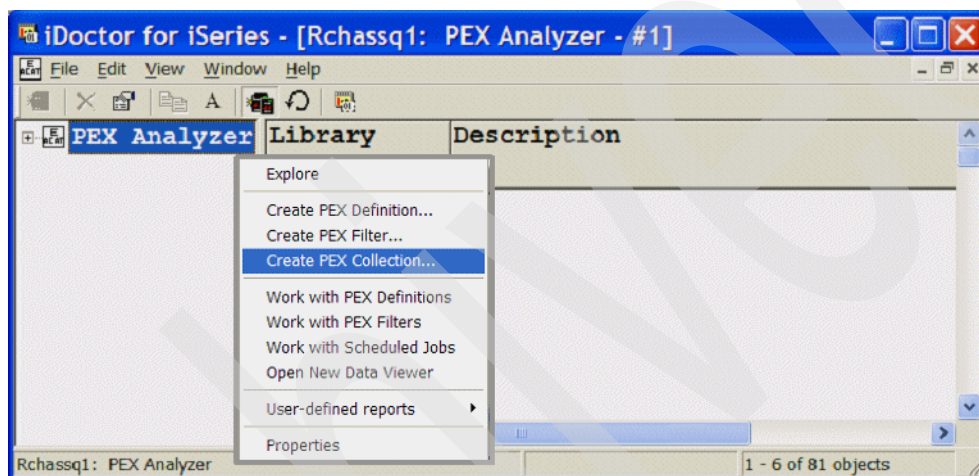 iDoctor for iSeries - [Rchassq1: PEX Analyzer - #1]
File Edit View Window Help
A
PEX Analyzer Library Description
Explore
Create PEX Definition...
Create PEX Filter...
Create PEX Collection...
Work with PEX Definitions
Work with PEX Filters
Work with Scheduled Jobs
Open New Data Viewer
User-defined reports
Properties
Rchassq1: PEX Analyzer 1 - 6 of 81 objects